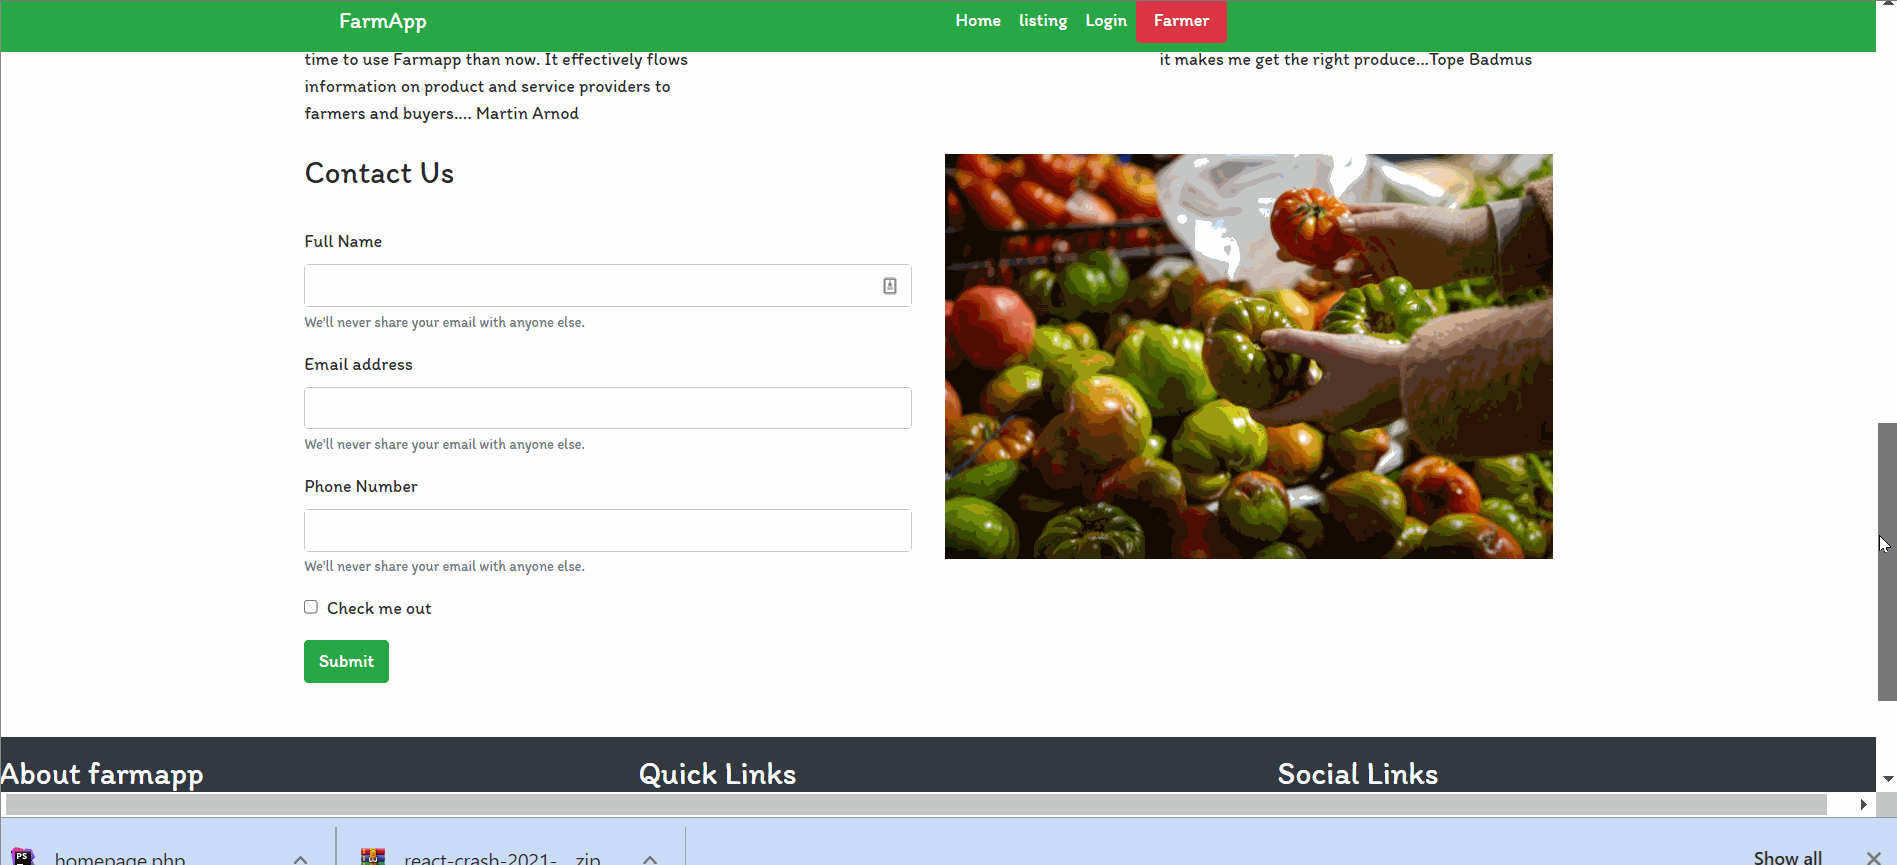 FarmApp
Home listing Login Farmer
time to use Farmapp than now. It effectively flows
information on product and service providers to
farmers and buyers.... Martin Arnod
it makes me get the right produce...Tope Badmus
Contact Us
Full Name
We'll never share your email with anyone else.
Email address
We'll never share your email with anyone else.
Phone Number
We'll never share your email with anyone else.
Check me out
Submit
About farmapp
Quick Links
Social Links
PS
homepage.php
react-crash-2021-....zip
Show all